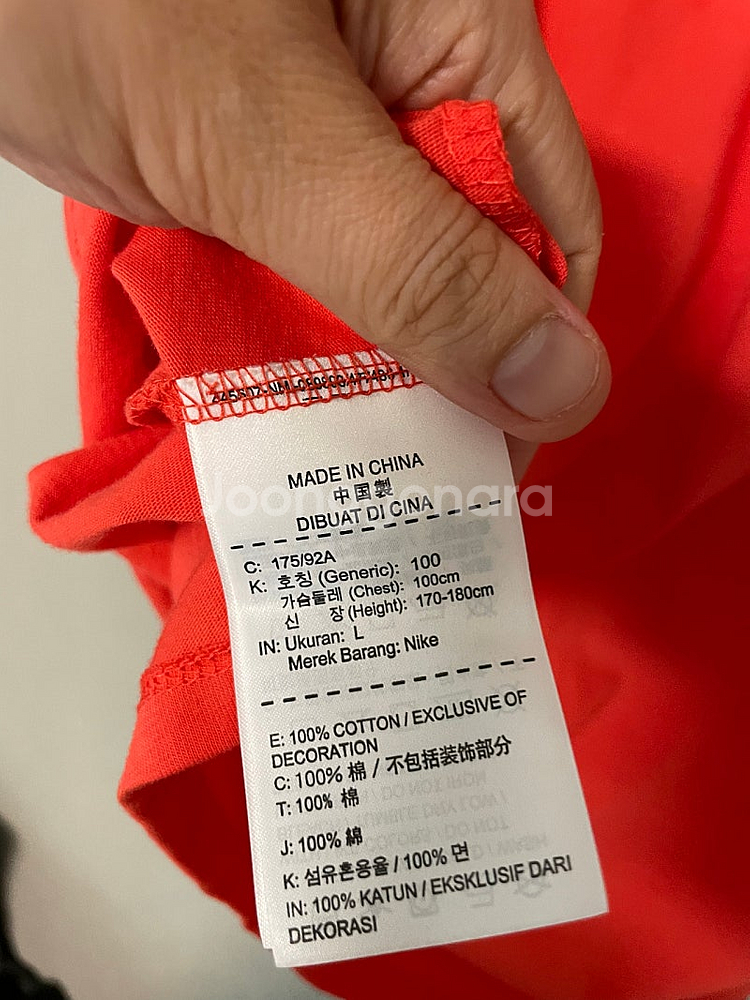 MADE IN CHINA
中国製
DIBUAT DI CINA
Joongonara
C: 175/92A
K: 호칭 (Generic): 100
가슴둘레 (Chest): 100cm
신 장 (Height): 170-180cm
IN: Ukuran: L
Merek Barang: Nike
E: 100% COTTON / EXCLUSIVE OF
DECORATION
C: 100% 棉 / 不包括装饰部分
T: 100% 棉
J: 100% 綿
K: 섬유혼용율 / 100% 면
IN: 100% KATUN / EKSKLUSIF DARI
DEKORASI